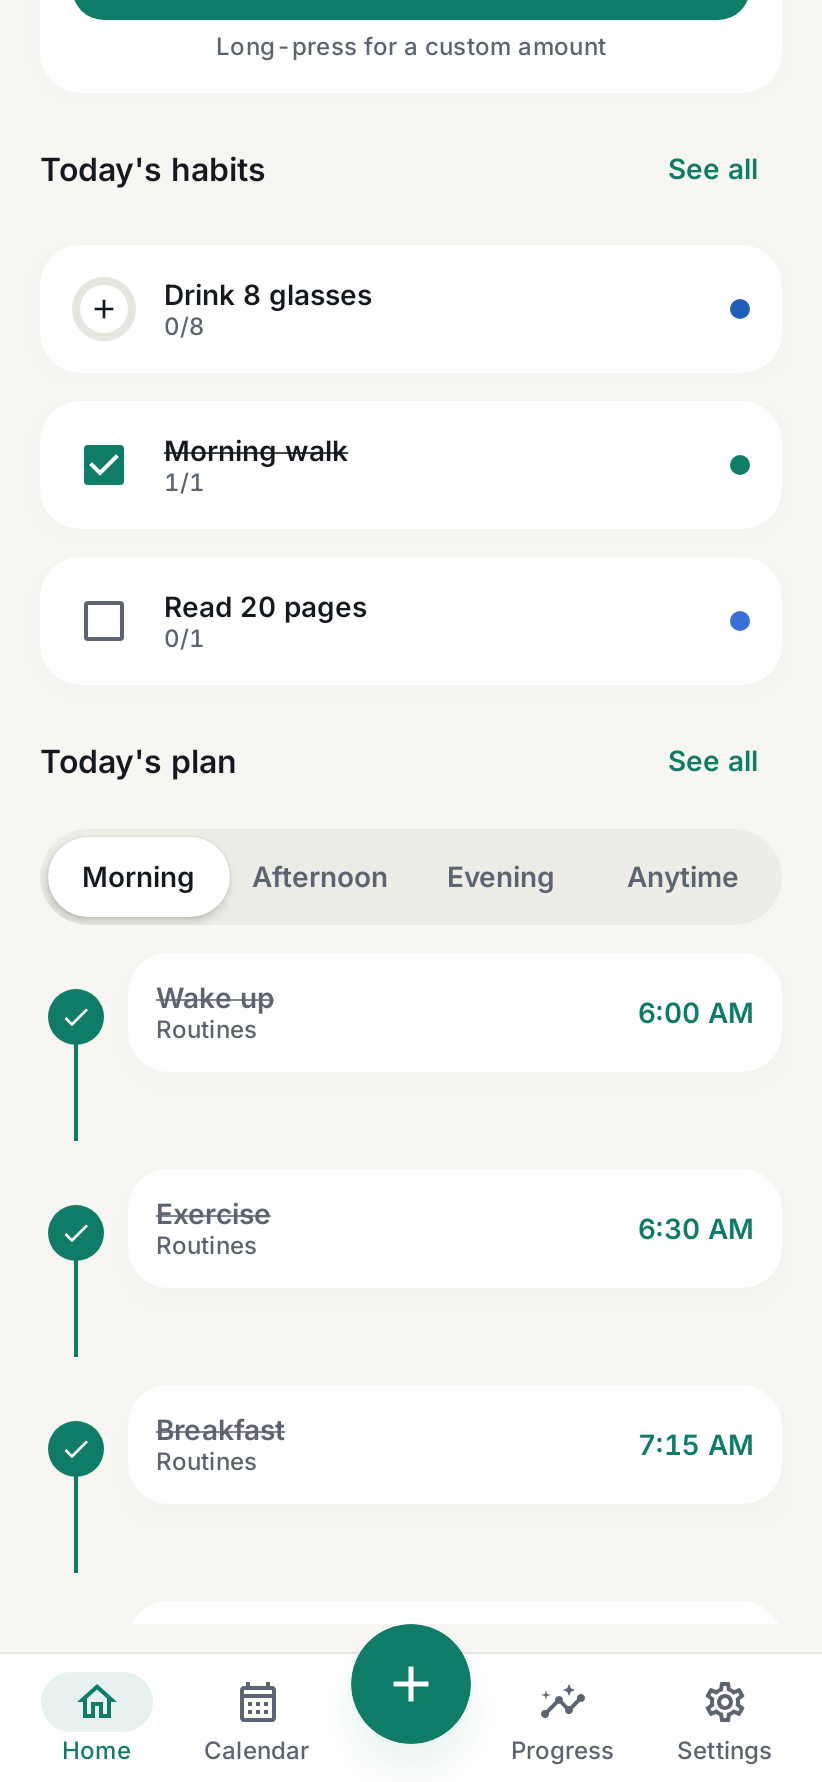 Long-press for a custom amount
Today's habits
See all
Drink 8 glasses
0/8
Morning walk
1/1
Read 20 pages
0/1
Today's plan
See all
Morning
Afternoon
Evening
Anytime
Wake up
Routines
6:00 AM
Exercise
Routines
6:30 AM
Breakfast
Routines
7:15 AM
Home
Calendar
Progress
Settings